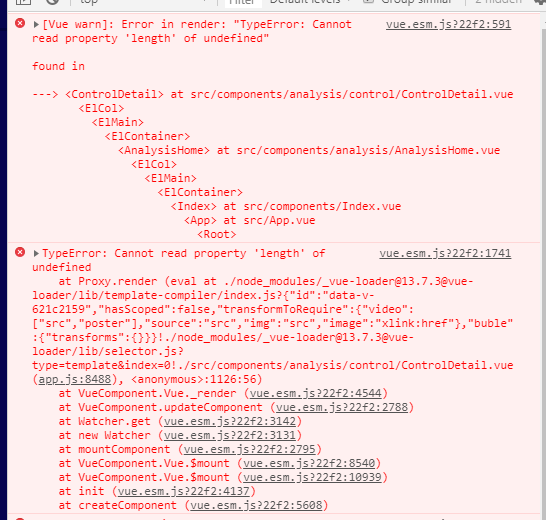 top
Filter
Default levels
Group similar
2 hidden
[Vue warn]: Error in render: "TypeError: Cannot vue.esm.js?22f2:591
read property 'length' of undefined"
found in
---> <ControlDetail> at src/components/analysis/control/ControlDetail.vue
<ElCol>
<ElMain>
<ElContainer>
<AnalysisHome> at src/components/analysis/AnalysisHome.vue
<ElCol>
<ElMain>
<ElContainer>
<Index> at src/components/Index.vue
<App> at src/App.vue
<Root>
TypeError: Cannot read property 'length' of vue.esm.js?22f2:1741
undefined
at Proxy.render (eval at ./node_modules/_vue-loader@13.7.3@vue-
loader/lib/template-compiler/index.js?{"id":"data-v-
621c2159","hasScoped":false,"transformToRequire":{"video":
["src","poster"],"source":"src","img":"src","image":"xlink:href"},"buble"
:{"transforms":{}}}!./node_modules/_vue-loader@13.7.3@vue-
loader/lib/selector.js?
type=template&index=0!./src/components/analysis/control/ControlDetail.vue
(app.js:8488), <anonymous>:1126:56)
at VueComponent.Vue._render (vue.esm.js?22f2:4544)
at VueComponent.updateComponent (vue.esm.js?22f2:2788)
at Watcher.get (vue.esm.js?22f2:3142)
at new Watcher (vue.esm.js?22f2:3131)
at mountComponent (vue.esm.js?22f2:2795)
at VueComponent.Vue.$mount (vue.esm.js?22f2:8540)
at VueComponent.Vue.$mount (vue.esm.js?22f2:10939)
at init (vue.esm.js?22f2:4137)
at createComponent (vue.esm.js?22f2:5608)